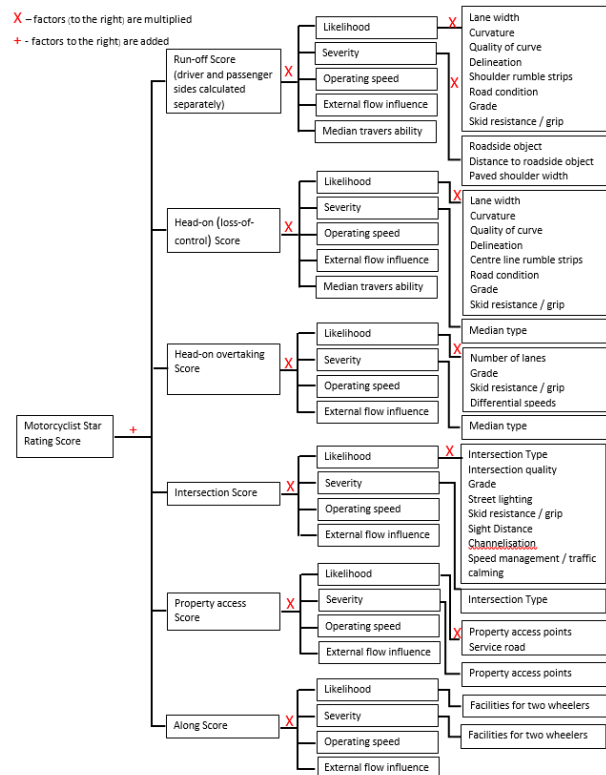 X – factors (to the right) are multiplied
+ - factors (to the right) are added
Motorcyclist Star
Rating Score
+
Run-off Score
(driver and passenger
sides calculated
separately)
X
Likelihood
Severity
Operating speed
External flow influence
Median travers ability
X
Lane width
Curvature
Quality of curve
Delineation
Shoulder rumble strips
Road condition
Grade
Skid resistance / grip
X
Roadside object
Distance to roadside object
Paved shoulder width
Head-on (loss-of-
control) Score
X
Likelihood
Severity
Operating speed
External flow influence
Median travers ability
X
Lane width
Curvature
Quality of curve
Delineation
Centre line rumble strips
Road condition
Grade
Skid resistance / grip
Median type
Head-on overtaking
Score
X
Likelihood
Severity
Operating speed
External flow influence
X
Number of lanes
Grade
Skid resistance / grip
Differential speeds
Median type
Intersection Score
X
Likelihood
Severity
Operating speed
External flow influence
X
Intersection Type
Intersection quality
Grade
Street lighting
Skid resistance / grip
Sight Distance
Channelisation
Speed management / traffic
calming
Intersection Type
Property access
Score
X
Likelihood
Severity
Operating speed
External flow influence
X
Property access points
Service road
Property access points
Along Score
X
Likelihood
Severity
Operating speed
External flow influence
Facilities for two wheelers
Facilities for two wheelers